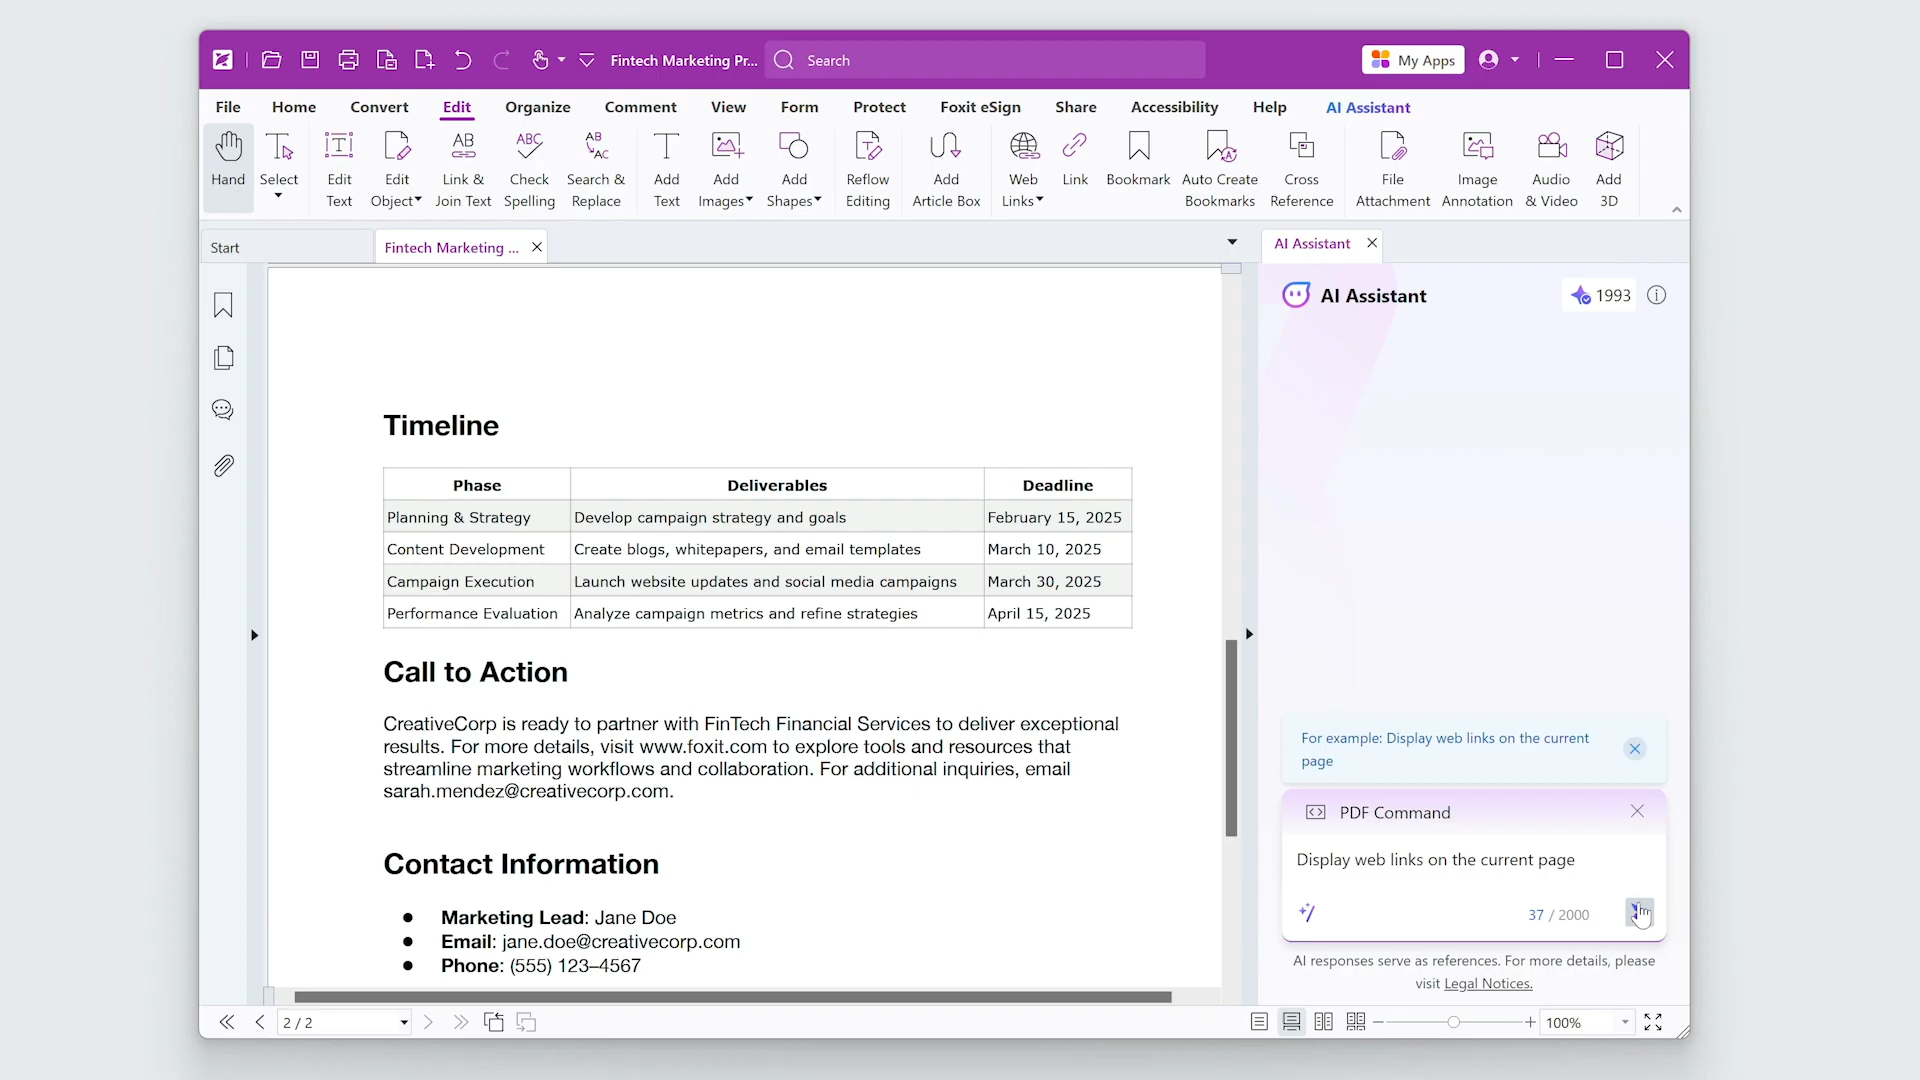 Fintech Marketing Pr...
Search
My Apps
File Home Convert Edit Organize Comment View Form Protect Foxit eSign Share Accessibility Help AI Assistant
Hand
Select
Edit Text
Edit Object
Link & Join Text
Check Spelling
Search & Replace
Add Text
Add Images
Add Shapes
Reflow Editing
Add Article Box
Web Links
Link
Bookmark
Auto Create Bookmarks
Cross Reference
File Attachment
Image Annotation
Audio & Video
Add 3D
Start
Fintech Marketing ...
AI Assistant
Timeline
Phase Deliverables Deadline
Planning & Strategy Develop campaign strategy and goals February 15, 2025
Content Development Create blogs, whitepapers, and email templates March 10, 2025
Campaign Execution Launch website updates and social media campaigns March 30, 2025
Performance Evaluation Analyze campaign metrics and refine strategies April 15, 2025
Call to Action
CreativeCorp is ready to partner with FinTech Financial Services to deliver exceptional
results. For more details, visit www.foxit.com to explore tools and resources that
streamline marketing workflows and collaboration. For additional inquiries, email
sarah.mendez@creativecorp.com.
Contact Information
● Marketing Lead: Jane Doe
● Email: jane.doe@creativecorp.com
● Phone: (555) 123–4567
AI Assistant
1993
For example: Display web links on the current
page
PDF Command
Display web links on the current page
37 / 2000
AI responses serve as references. For more details, please
visit Legal Notices.
2 / 2
100%